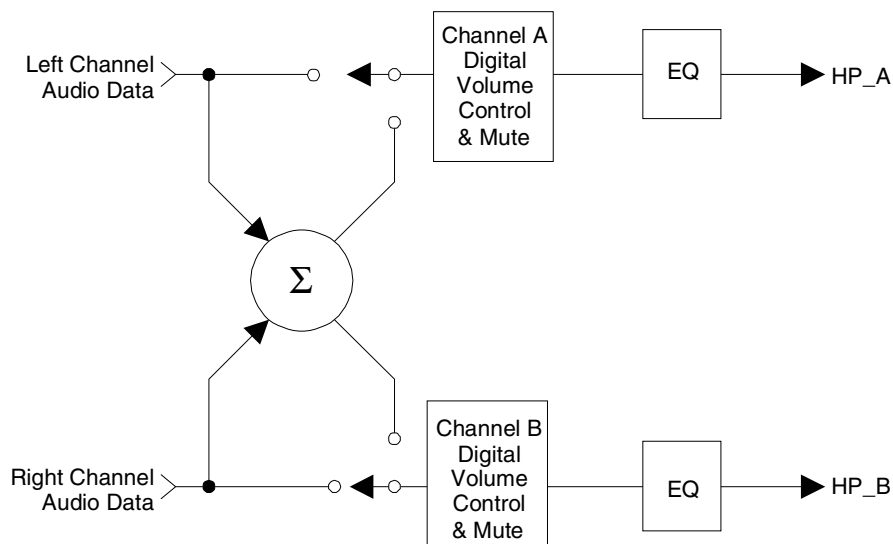 Left Channel
Audio Data
Channel A
Digital
Volume
Control
& Mute
EQ
HP_A
Σ
Right Channel
Audio Data
Channel B
Digital
Volume
Control
& Mute
EQ
HP_B